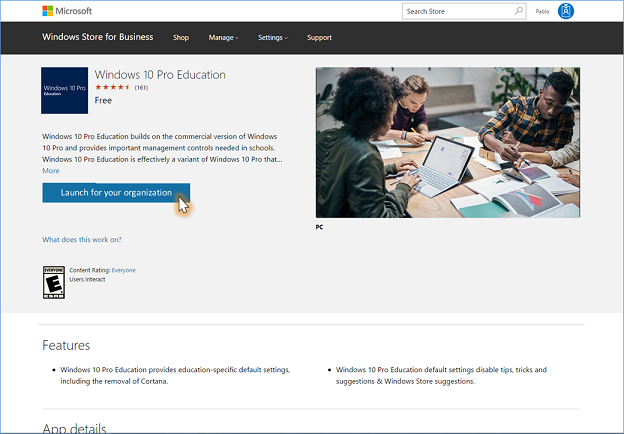 Microsoft
Search Store
Pablo
Windows Store for Business
Shop
Manage
Settings
Support
Windows 10 Pro
Education
Windows 10 Pro Education
(161)
Free
Windows 10 Pro Education builds on the commercial version of Windows
10 Pro and provides important management controls needed in schools.
Windows 10 Pro Education is effectively a variant of Windows 10 Pro that...
More
Launch for your organization
PC
What does this work on?
EVERYONE
E
ESRB
Content Rating: Everyone
Users Interact
Features
• Windows 10 Pro Education provides education-specific default settings,
including the removal of Cortana.
• Windows 10 Pro Education default settings disable tips, tricks and
suggestions & Windows Store suggestions.
App details